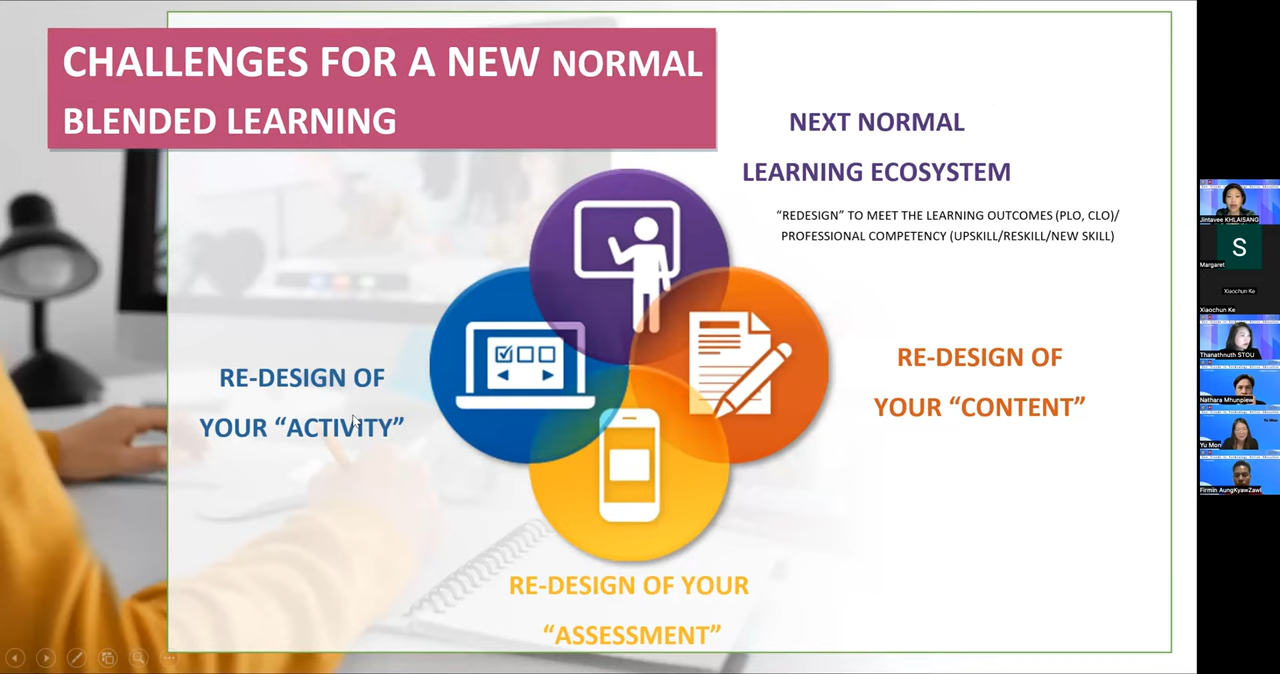 CHALLENGES FOR A NEW NORMAL
BLENDED LEARNING
NEXT NORMAL
LEARNING ECOSYSTEM
“REDESIGN” TO MEET THE LEARNING OUTCOMES (PLO, CLO)/
PROFESSIONAL COMPETENCY (UPSKILL/RESKILL/NEW SKILL)
RE-DESIGN OF
YOUR “ACTIVITY”
RE-DESIGN OF
YOUR “CONTENT”
RE-DESIGN OF YOUR
“ASSESSMENT”
Jintavee KHLAISANG
S
Margaret
Xiaochun Ke
Xiaochun Ke
Thanathnuth STOU
Nathara Mhunpiew
Yu Mon
Firmin AungKyawZaw